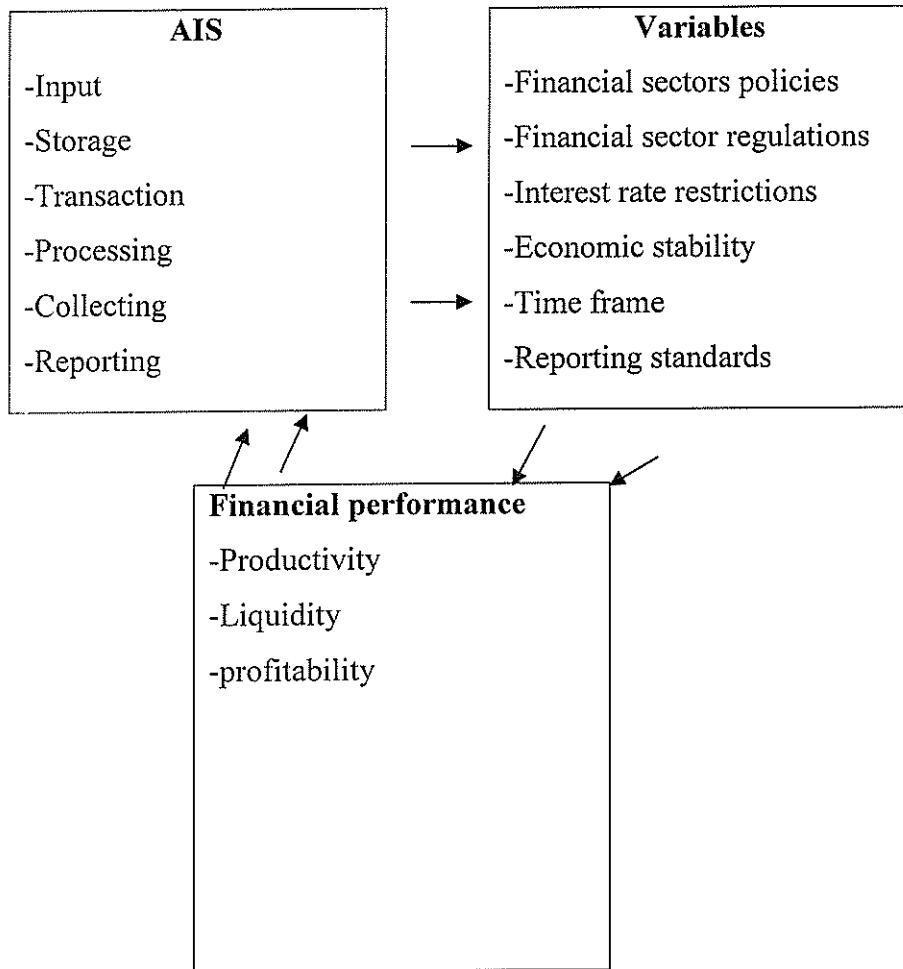 AIS
-Input
-Storage
-Transaction
-Processing
-Collecting
-Reporting
Variables
-Financial sectors policies
-Financial sector regulations
-Interest rate restrictions
-Economic stability
-Time frame
-Reporting standards
Financial performance
-Productivity
-Liquidity
-profitability